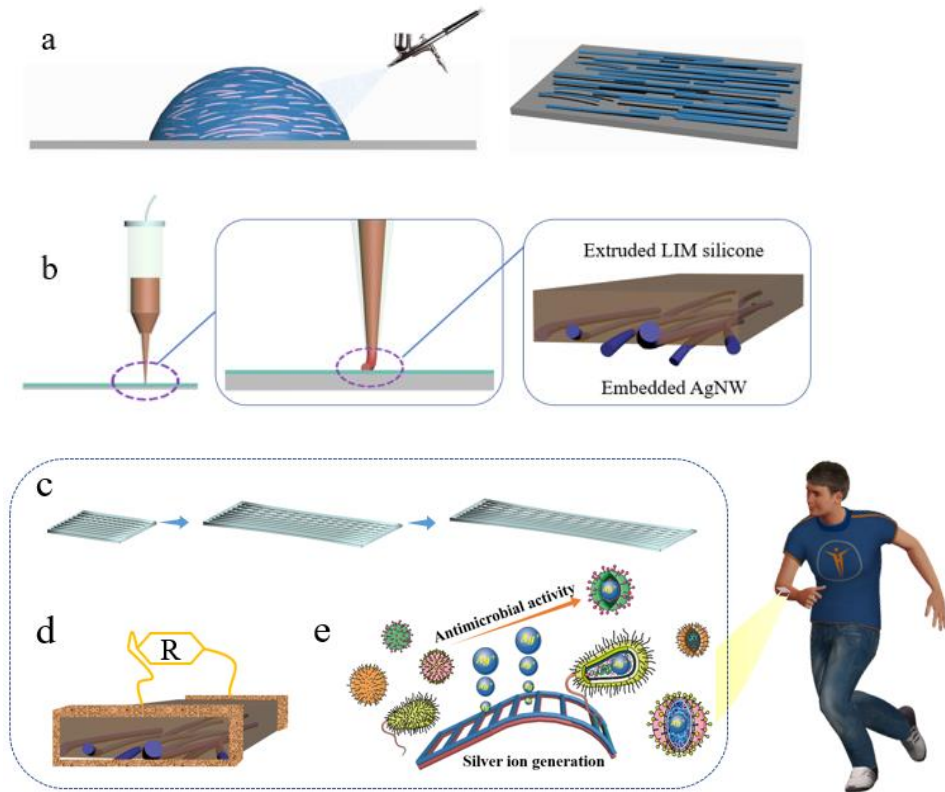 a
b
Extruded LIM silicone
Embedded AgNW
c
d
R
e
Antimicrobial activity
Silver ion generation